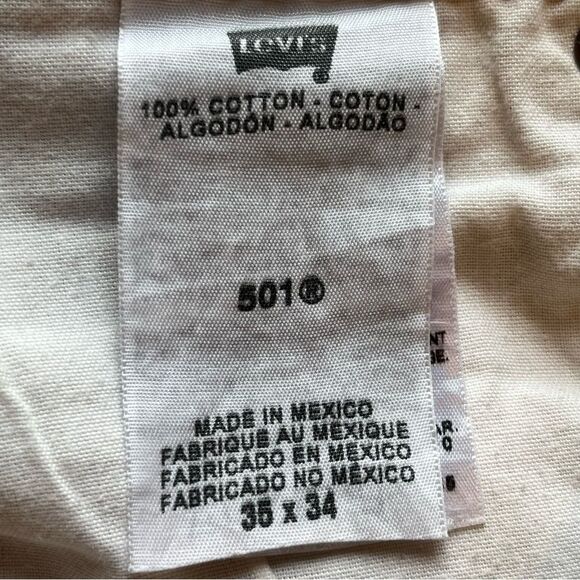 Levi's
100% COTTON - COTON -
ALGODÓN - ALGODÃO
501®
MADE IN MEXICO
FABRIQUÉ AU MEXIQUE
FABRICADO EN MÉXICO
FABRICADO NO MÉXICO
35 x 34